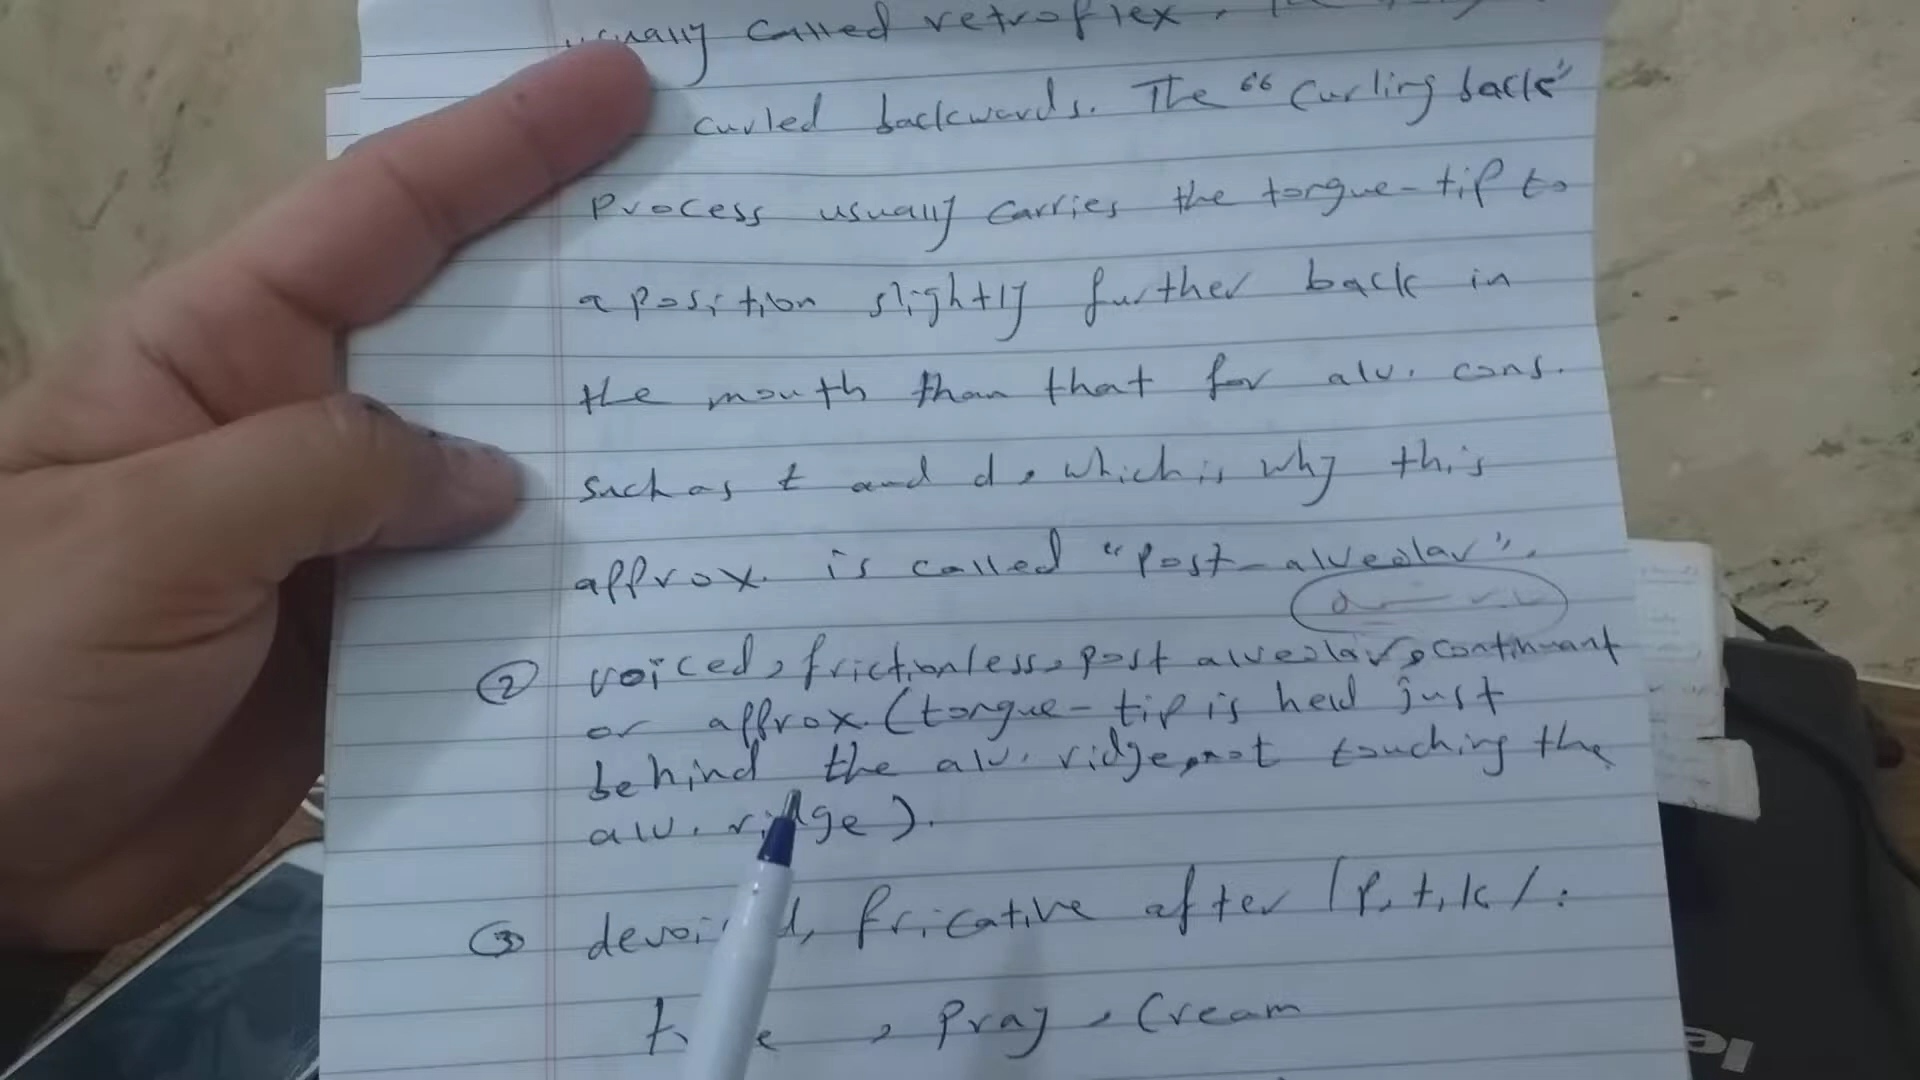 usually called retroflex,
curled backwards. The "curling back"
process usually carries the tongue-tip to
a position slightly further back in
the mouth than that for alv. cons.
such as t and d, which is why this
approx. is called "post-alveolar".
② voiced, frictionless, post alveolar, continuant
or approx. (tongue-tip is held just
behind the alv. ridge, not touching the
alv. ridge).
③ fricative after /p, t, k/:
, pray, cream